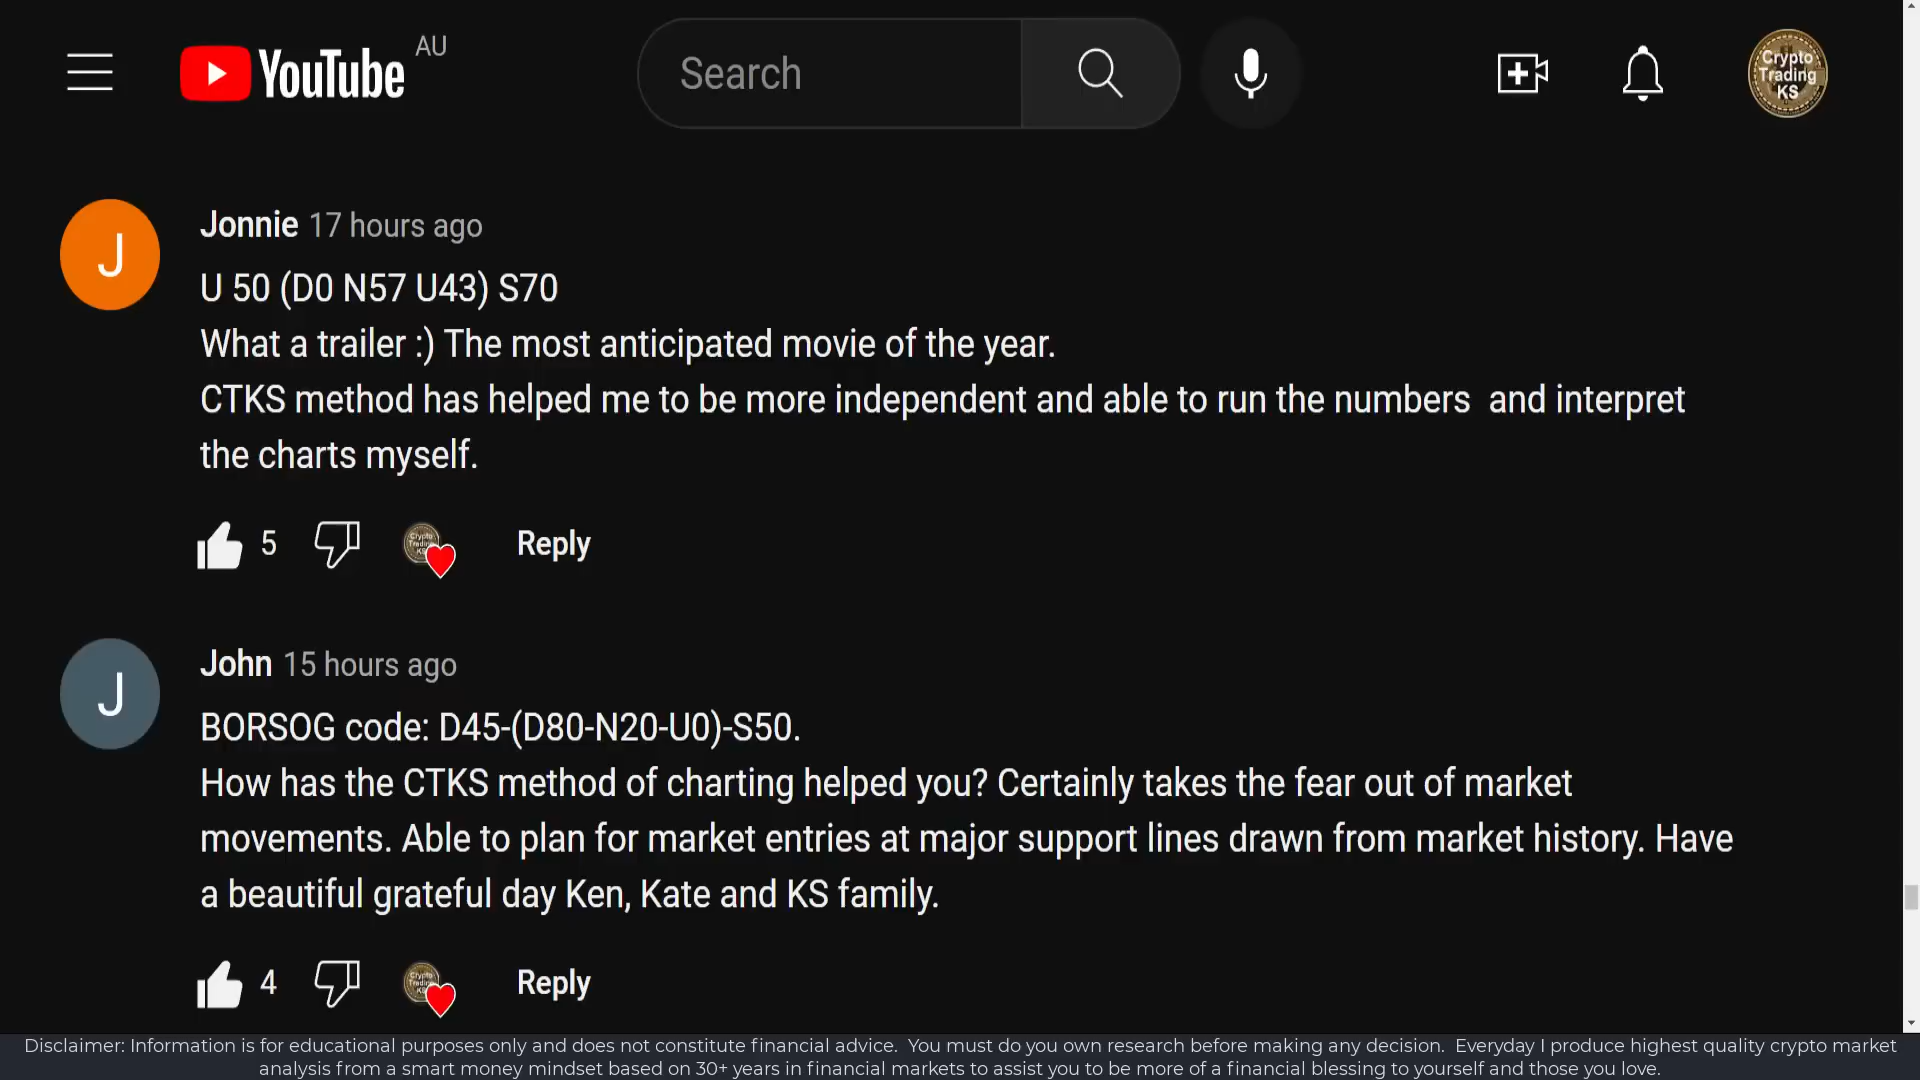 YouTube AU
Search
Crypto
Trading
KS
J
Jonnie 17 hours ago
U 50 (D0 N57 U43) S70
What a trailer :) The most anticipated movie of the year.
CTKS method has helped me to be more independent and able to run the numbers  and interpret
the charts myself.
5
Crypto
Trading
KS
Reply
J
John 15 hours ago
BORSOG code: D45-(D80-N20-U0)-S50.
How has the CTKS method of charting helped you? Certainly takes the fear out of market
movements. Able to plan for market entries at major support lines drawn from market history. Have
a beautiful grateful day Ken, Kate and KS family.
4
Crypto
Trading
KS
Reply
Disclaimer: Information is for educational purposes only and does not constitute financial advice.  You must do you own research before making any decision.  Everyday I produce highest quality crypto market
analysis from a smart money mindset based on 30+ years in financial markets to assist you to be more of a financial blessing to yourself and those you love.